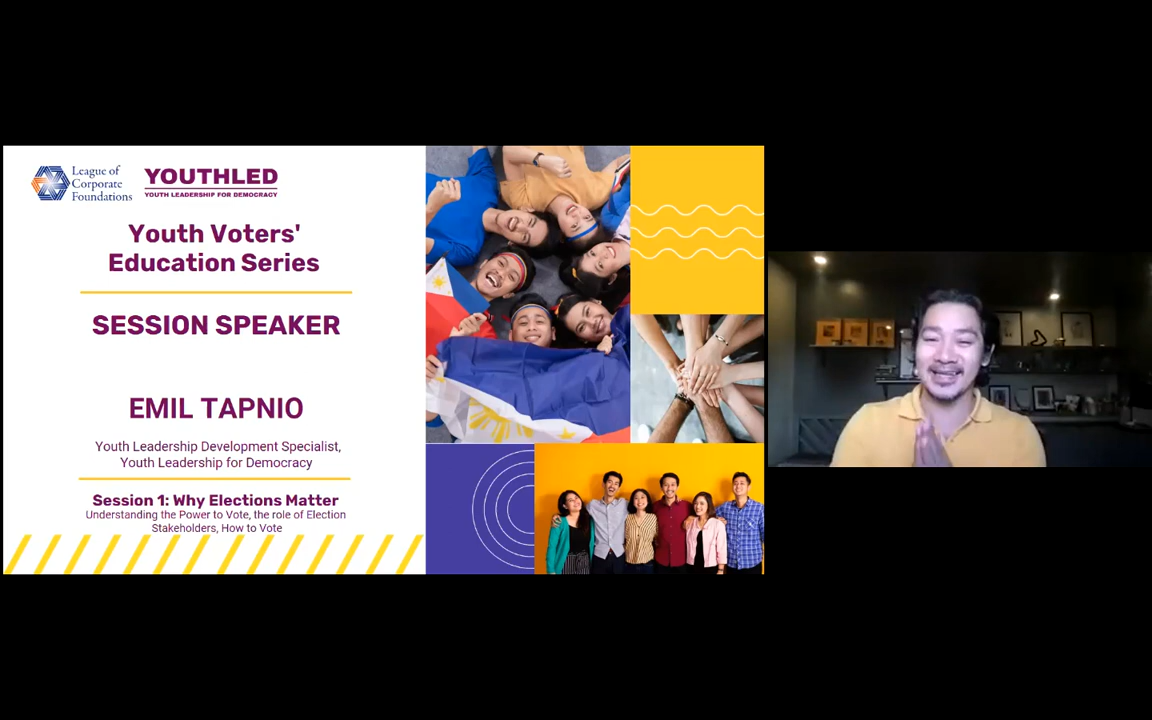 League of
Corporate
Foundations
YOUTHLED
YOUTH LEADERSHIP FOR DEMOCRACY
Youth Voters'
Education Series
SESSION SPEAKER
EMIL TAPNIO
Youth Leadership Development Specialist,
Youth Leadership for Democracy
Session 1: Why Elections Matter
Understanding the Power to Vote, the role of Election
Stakeholders, How to Vote